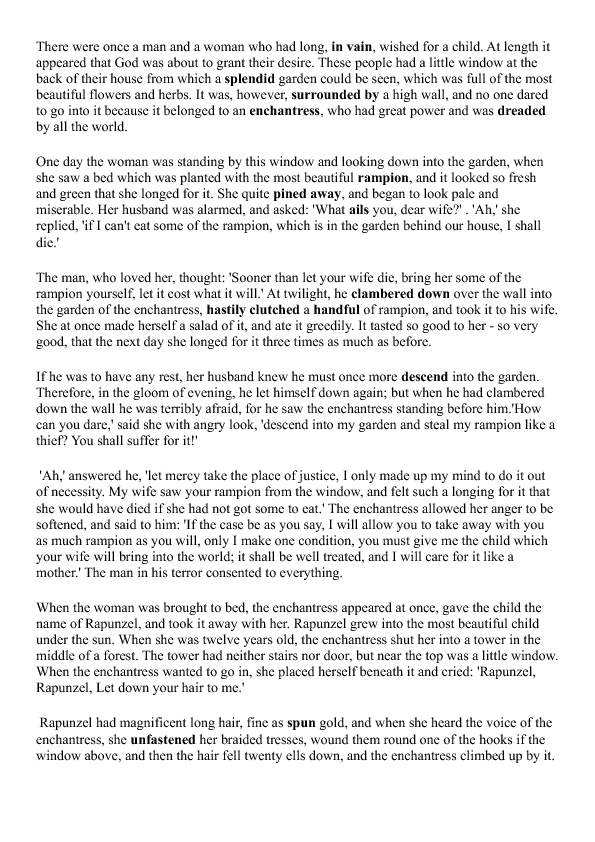 There were once a man and a woman who had long, in vain, wished for a child. At length it
appeared that God was about to grant their desire. These people had a little window at the
back of their house from which a splendid garden could be seen, which was full of the most
beautiful flowers and herbs. It was, however, surrounded by a high wall, and no one dared
to go into it because it belonged to an enchantress, who had great power and was dreaded
by all the world.
One day the woman was standing by this window and looking down into the garden, when
she saw a bed which was planted with the most beautiful rampion, and it looked so fresh
and green that she longed for it. She quite pined away, and began to look pale and
miserable. Her husband was alarmed, and asked: 'What ails you, dear wife?' . 'Ah,' she
replied, 'if I can't eat some of the rampion, which is in the garden behind our house, I shall
die.'
The man, who loved her, thought: 'Sooner than let your wife die, bring her some of the
rampion yourself, let it cost what it will.' At twilight, he clambered down over the wall into
the garden of the enchantress, hastily clutched a handful of rampion, and took it to his wife.
She at once made herself a salad of it, and ate it greedily. It tasted so good to her - so very
good, that the next day she longed for it three times as much as before.
If he was to have any rest, her husband knew he must once more descend into the garden.
Therefore, in the gloom of evening, he let himself down again; but when he had clambered
down the wall he was terribly afraid, for he saw the enchantress standing before him.'How
can you dare,' said she with angry look, 'descend into my garden and steal my rampion like a
thief? You shall suffer for it!'
'Ah,' answered he, 'let mercy take the place of justice, I only made up my mind to do it out
of necessity. My wife saw your rampion from the window, and felt such a longing for it that
she would have died if she had not got some to eat.' The enchantress allowed her anger to be
softened, and said to him: 'If the case be as you say, I will allow you to take away with you
as much rampion as you will, only I make one condition, you must give me the child which
your wife will bring into the world; it shall be well treated, and I will care for it like a
mother.' The man in his terror consented to everything.
When the woman was brought to bed, the enchantress appeared at once, gave the child the
name of Rapunzel, and took it away with her. Rapunzel grew into the most beautiful child
under the sun. When she was twelve years old, the enchantress shut her into a tower in the
middle of a forest. The tower had neither stairs nor door, but near the top was a little window.
When the enchantress wanted to go in, she placed herself beneath it and cried: 'Rapunzel,
Rapunzel, Let down your hair to me.'
Rapunzel had magnificent long hair, fine as spun gold, and when she heard the voice of the
enchantress, she unfastened her braided tresses, wound them round one of the hooks if the
window above, and then the hair fell twenty ells down, and the enchantress climbed up by it.